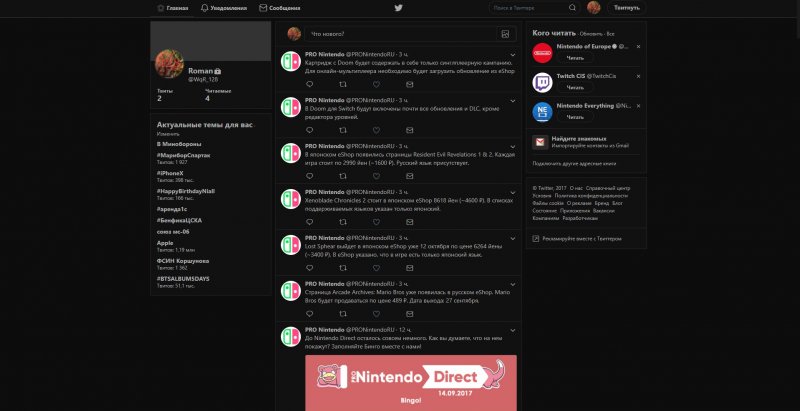 Главная
Уведомления
Сообщения
Поиск в Твиттере
Твитнуть
Roman
@WqR_128
Твиты
Читаемые
2
4
Актуальные темы для вас
Изменить
В Минобороны
#МариборСпартак
Твитов: 1 927
#iPhoneX
Твитов: 398 тыс.
#HappyBirthdayNiall
Твитов: 166 тыс.
#аренда1с
#БенфикаЦСКА
союз мс-06
Apple
Твитов: 1,19 млн
ФСИН Коршунова
Твитов: 1 362
#BTSALBUM5DAYS
Твитов: 51,1 тыс.
Что нового?
PRO Nintendo @PRONintendoRU · 3 ч.
Картридж с Doom будет содержать в себе только синглплеерную кампанию.
Для онлайн-мультиплеера необходимо будет загрузить обновление из eShop
PRO Nintendo @PRONintendoRU · 3 ч.
В Doom для Switch будут включены почти все обновления и DLC, кроме
редактора уровней.
PRO Nintendo @PRONintendoRU · 3 ч.
В японском eShop появились страницы Resident Evil Revelations 1 & 2. Каждая
игра стоит по 2990 йен (~1600 ₽). Русский язык присутствует.
PRO Nintendo @PRONintendoRU · 3 ч.
Xenoblade Chronicles 2 стоит в японском eShop 8618 йен (~4600 ₽). В списках
поддерживаемых языков указан только японский.
PRO Nintendo @PRONintendoRU · 3 ч.
Lost Sphear выйдет в японском eShop уже 12 октября по цене 6264 йены
(~3400 ₽). В eShop указано, что в игре есть только японский язык.
PRO Nintendo @PRONintendoRU · 3 ч.
Страница Arcade Archives: Mario Bros уже появилась в русском eShop. Mario
Bros будет продаваться по цене 489 ₽. Дата выхода: 27 сентября.
PRO Nintendo @PRONintendoRU · 12 ч.
До Nintendo Direct осталось совсем немного. Как вы думаете, что на нем
покажут? Заполняйте Бинго вместе с нами!
PRO
Nintendo Direct
14.09.2017
Bingo!
Кого читать · Обновить · Все
Nintendo of Europe @...
Читать
Twitch CIS @TwitchCis
Читать
Nintendo Everything @Ni...
NE
Читать
Найдите знакомых
Импортируйте контакты из Gmail
Подключить другие адресные книги
© Twitter, 2017 О нас Справочный центр
Условия Политика конфиденциальности
Файлы cookie О рекламе Бренд Блог
Состояние Приложения Вакансии
Компаниям Разработчикам
Рекламируйте вместе с Твиттером